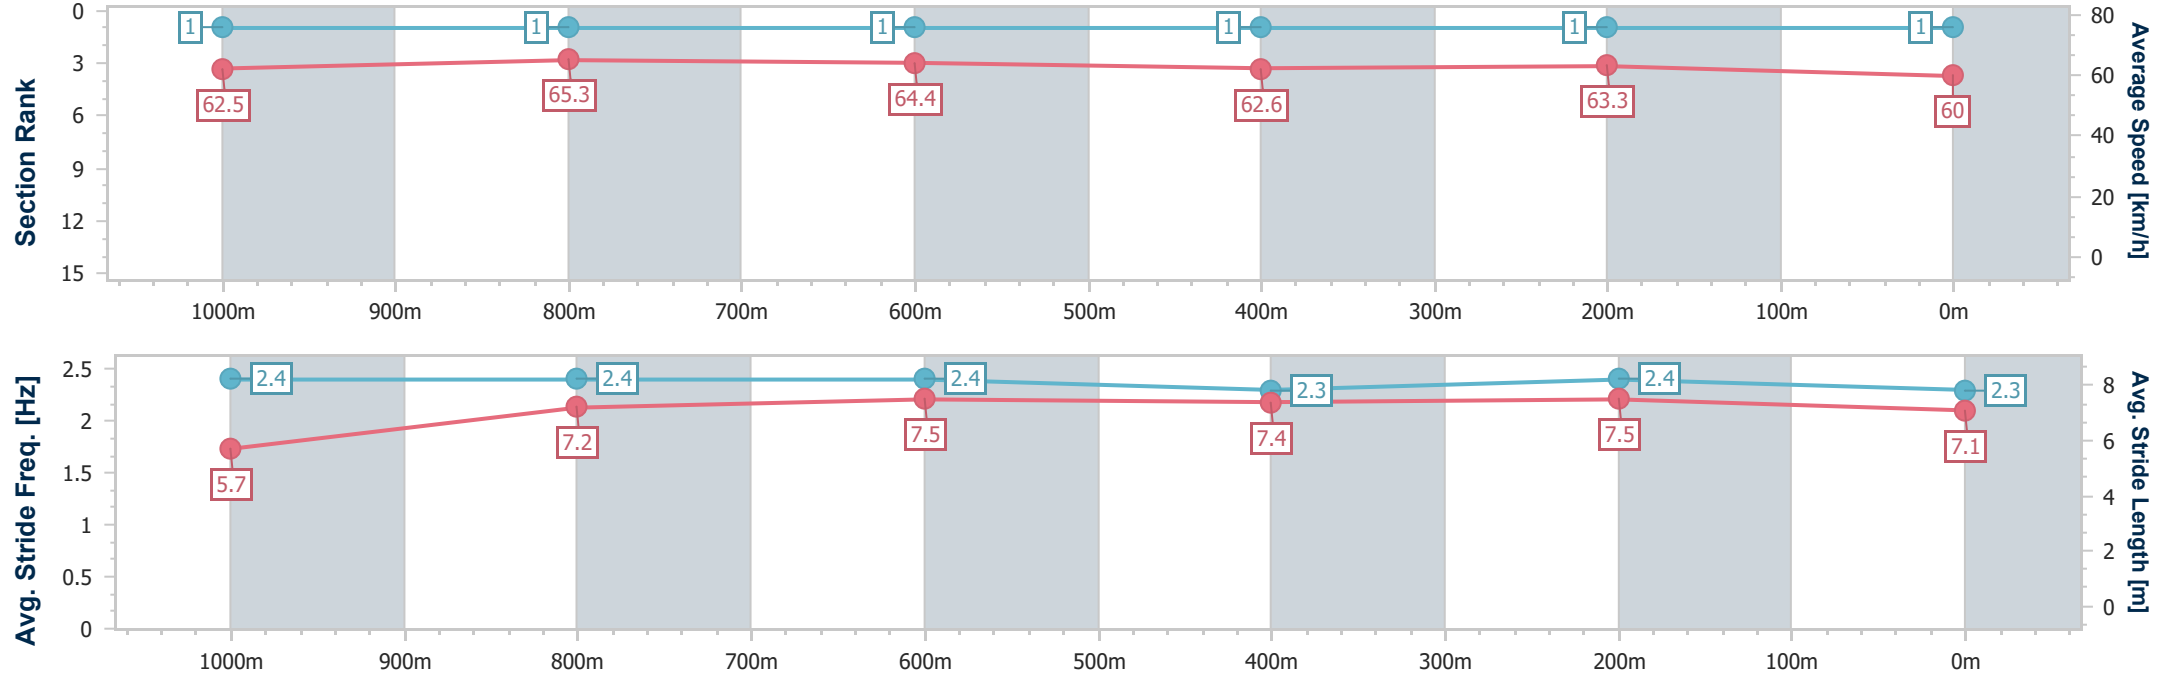 Section Rank
0
3
6
9
12
15
1 1 1 1 1 1
62.5 65.3 64.4 62.6 63.3 60
80
60
40
20
0
Average Speed [km/h]
1000m 900m 800m 700m 600m 500m 400m 300m 200m 100m 0m
Avg. Stride Freq. [Hz]
2.5
2
1.5
1
0.5
0
2.4 2.4 2.4 2.3 2.4 2.3
5.7 7.2 7.5 7.4 7.5 7.1
8
6
4
2
0
Avg. Stride Length [m]
1000m 900m 800m 700m 600m 500m 400m 300m 200m 100m 0m